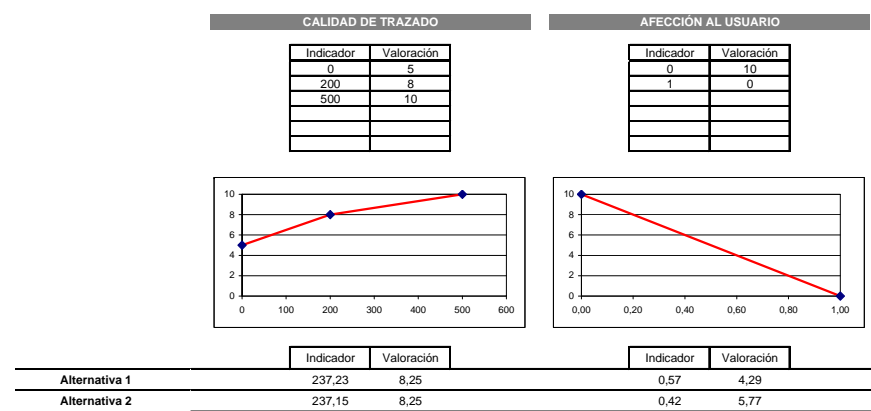 CALIDAD DE TRAZADO AFECCIÓN AL USUARIO
Indicador Valoración Indicador Valoración
0 5 0 10
200 8 1 0
500 10
10 10
8 8
6 6
4 4
2 2
0 0
0 100 200 300 400 500 600 0,00 0,20 0,40 0,60 0,80 1,00
Indicador Valoración Indicador Valoración
Alternativa 1 237,23 8,25 0,57 4,29
Alternativa 2 237,15 8,25 0,42 5,77